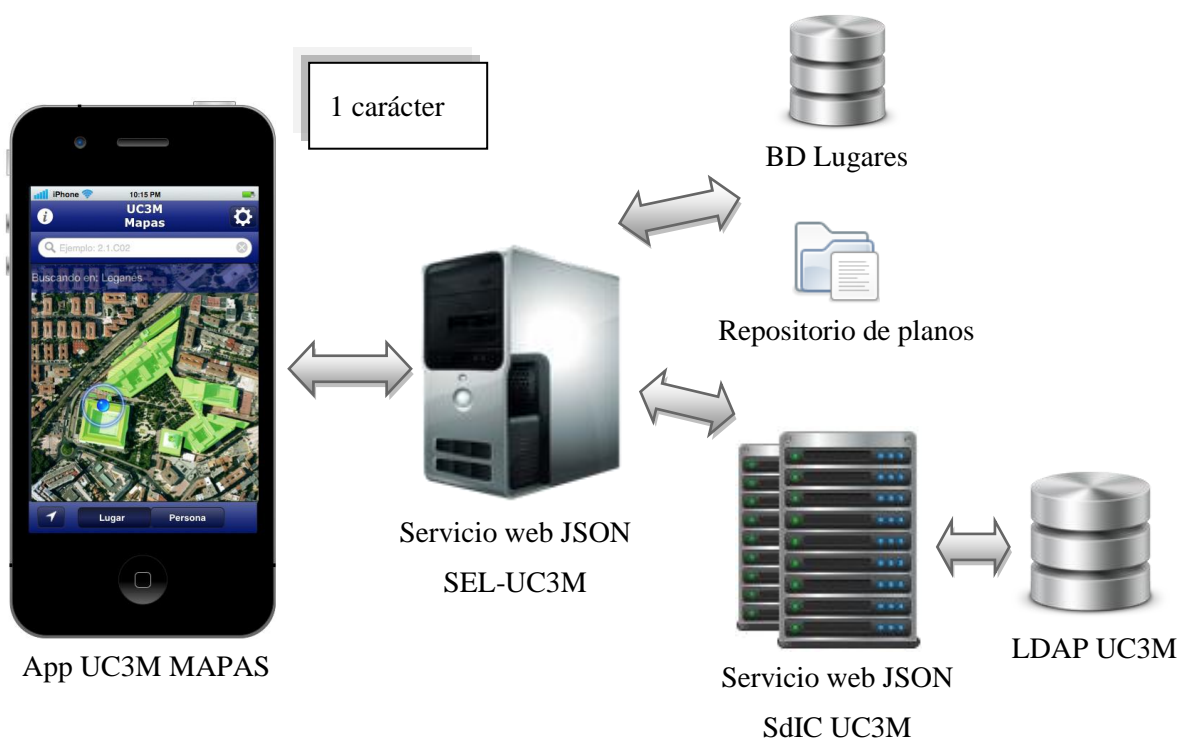 1 carácter
BD Lugares
iPhone
10:15 PM
UC3M
Mapas
Ejemplo: 2.1.C02
Buscando en: Leganés
Repositorio de planos
Lugar
Persona
Servicio web JSON
SEL-UC3M
App UC3M MAPAS
LDAP UC3M
Servicio web JSON
SdIC UC3M